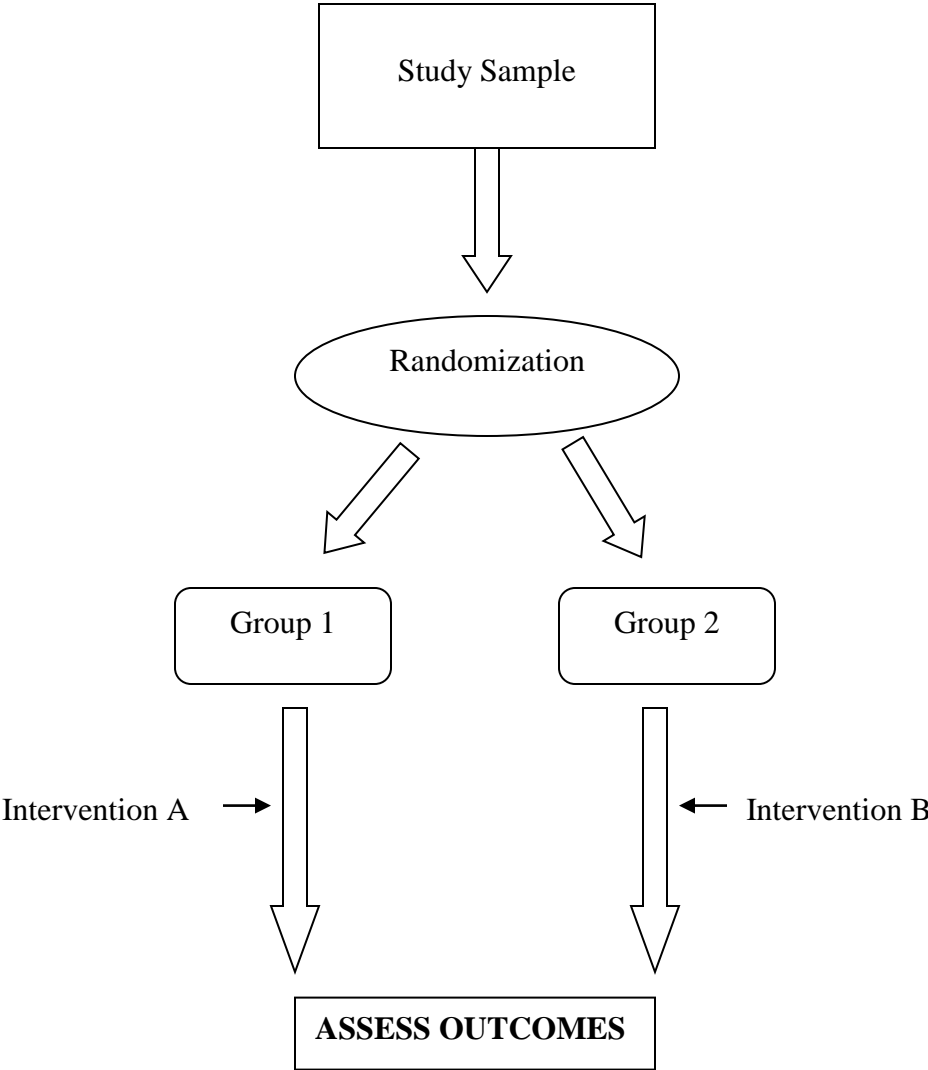 Study Sample
Randomization
Group 1
Group 2
Intervention A
Intervention B
ASSESS OUTCOMES